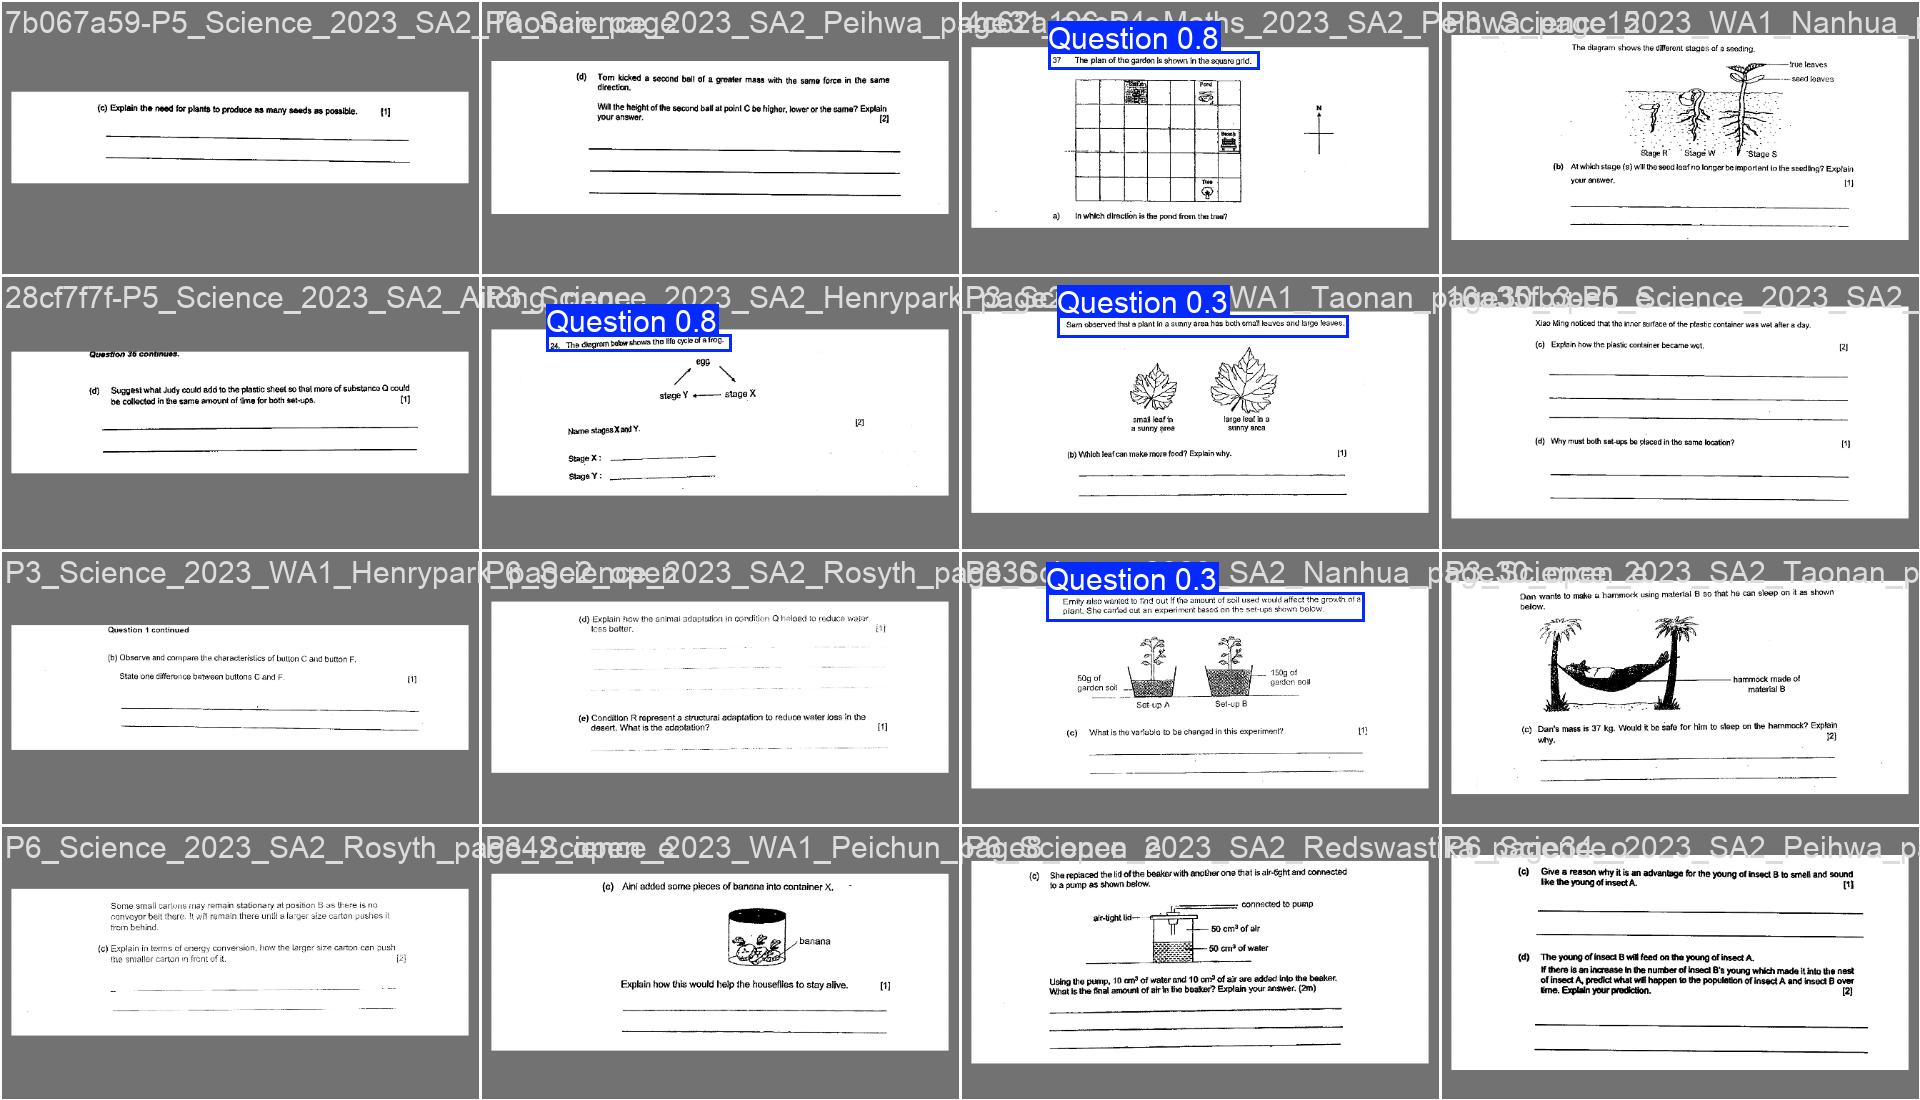 7b067a59-P5_Science_2023_SA2_Taonan_page
(c) Explain the need for plants to produce as many seeds as possible. [1]
P6_Science_2023_SA2_Peihwa_page
(d) Tom kicked a second ball of a greater mass with the same force in the same
direction.
Will the height of the second ball at point C be higher, lower or the same? Explain
your answer. [2]
Maths_2023_SA2_Peihwa_page
Question 0.8
37 The plan of the garden is shown in the square grid.
Pond
Tree
N
a) In which direction is the pond from the tree?
P3_Science_2023_WA1_Nanhua_p
The diagram shows the different stages of a seeding.
true leaves
seed leaves
Stage R Stage W Stage S
(b) At which stage (s) will the seed leaf no longer be important to the seedling? Explain
your answer. [1]
28cf7f7f-P5_Science_2023_SA2_Aitong
Question 36 continues.
(d) Suggest what Judy could add to the plastic sheet so that more of substance Q could
be collected in the same amount of time for both set-ups. [1]
P3_Science_2023_SA2_Henrypark_page
Question 0.8
24. The diagram below shows the life cycle of a frog.
egg
stage Y stage X
[2]
Name stages X and Y.
Stage X :
Stage Y :
WA1_Taonan_page
Question 0.3
Sam observed that a plant in a sunny area has both small leaves and large leaves.
small leaf in
a sunny area
large leaf in a
sunny area
(b) Which leaf can make more food? Explain why. [1]
P5_Science_2023_SA2_
Xiao Ming noticed that the inner surface of the plastic container was wet after a day.
(c) Explain how the plastic container became wet. [2]
(d) Why must both set-ups be placed in the same location? [1]
P3_Science_2023_WA1_Henrypark_page2_open
Question 1 continued
(b) Observe and compare the characteristics of button C and button F.
State one difference between buttons C and F. [1]
P6_Science_2023_SA2_Rosyth_page36
(d) Explain how the animal adaptation in condition Q helped to reduce water
loss better. [1]
(e) Condition R represent a structural adaptation to reduce water loss in the
desert. What is the adaptation? [1]
SA2_Nanhua_page30_open_e
Question 0.3
Emily also wanted to find out if the amount of soil used would affect the growth of a
plant. She carried out an experiment based on the set-ups shown below.
50g of
garden soil
150g of
garden soil
Set-up A Set-up B
(c) What is the variable to be changed in this experiment? [1]
P3_Science_2023_SA2_Taonan_p
Dan wants to make a hammock using material B so that he can sleep on it as shown
below.
hammock made of
material B
(c) Dan's mass is 37 kg. Would it be safe for him to sleep on the hammock? Explain
why. [2]
P6_Science_2023_SA2_Rosyth_page42_open_e
Some small cartons may remain stationary at position B as there is no
conveyor belt there. It will remain there until a larger size carton pushes it
from behind.
(c) Explain in terms of energy conversion, how the larger size carton can push
the smaller carton in front of it. [2]
P3_Science_2023_WA1_Peichun_page8_open_e
(c) Aini added some pieces of banana into container X.
banana
Explain how this would help the houseflies to stay alive. [1]
Science_2023_SA2_Redswastika_page34_o
(c) She replaced the lid of the beaker with another one that is air-tight and connected
to a pump as shown below.
connected to pump
air-tight lid
50 cm³ of air
50 cm³ of water
Using the pump, 10 cm³ of water and 10 cm³ of air are added into the beaker.
What is the final amount of air in the beaker? Explain your answer. (2m)
P6_Science_2023_SA2_Peihwa_pa
(c) Give a reason why it is an advantage for the young of insect B to smell and sound
like the young of insect A. [1]
(d) The young of insect B will feed on the young of insect A.
If there is an increase in the number of insect B's young which made it into the nest
of insect A, predict what will happen to the population of insect A and insect B over
time. Explain your prediction. [2]